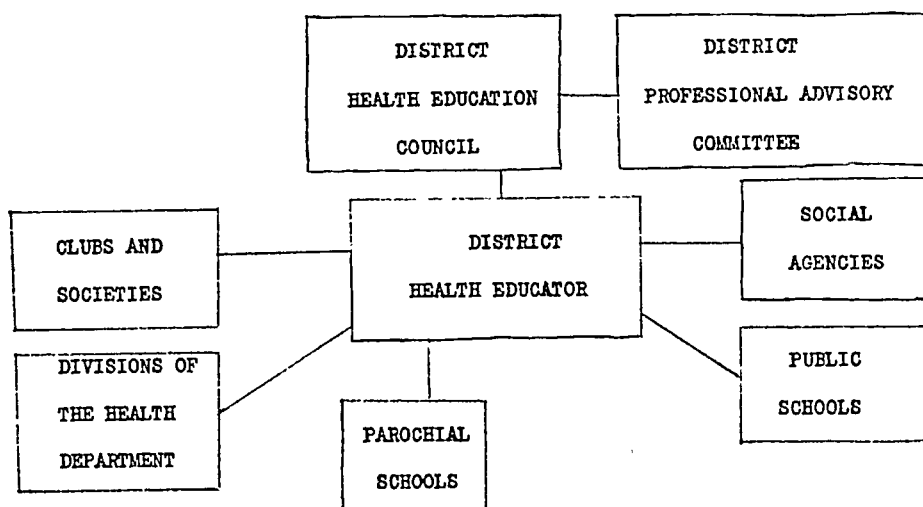 DISTRICT
HEALTH EDUCATION
COUNCIL
DISTRICT
PROFESSIONAL ADVISORY
COMMITTEE
CLUBS AND
SOCIETIES
DISTRICT
HEALTH EDUCATOR
SOCIAL
AGENCIES
DIVISIONS OF
THE HEALTH
DEPARTMENT
PAROCHIAL
SCHOOLS
PUBLIC
SCHOOLS